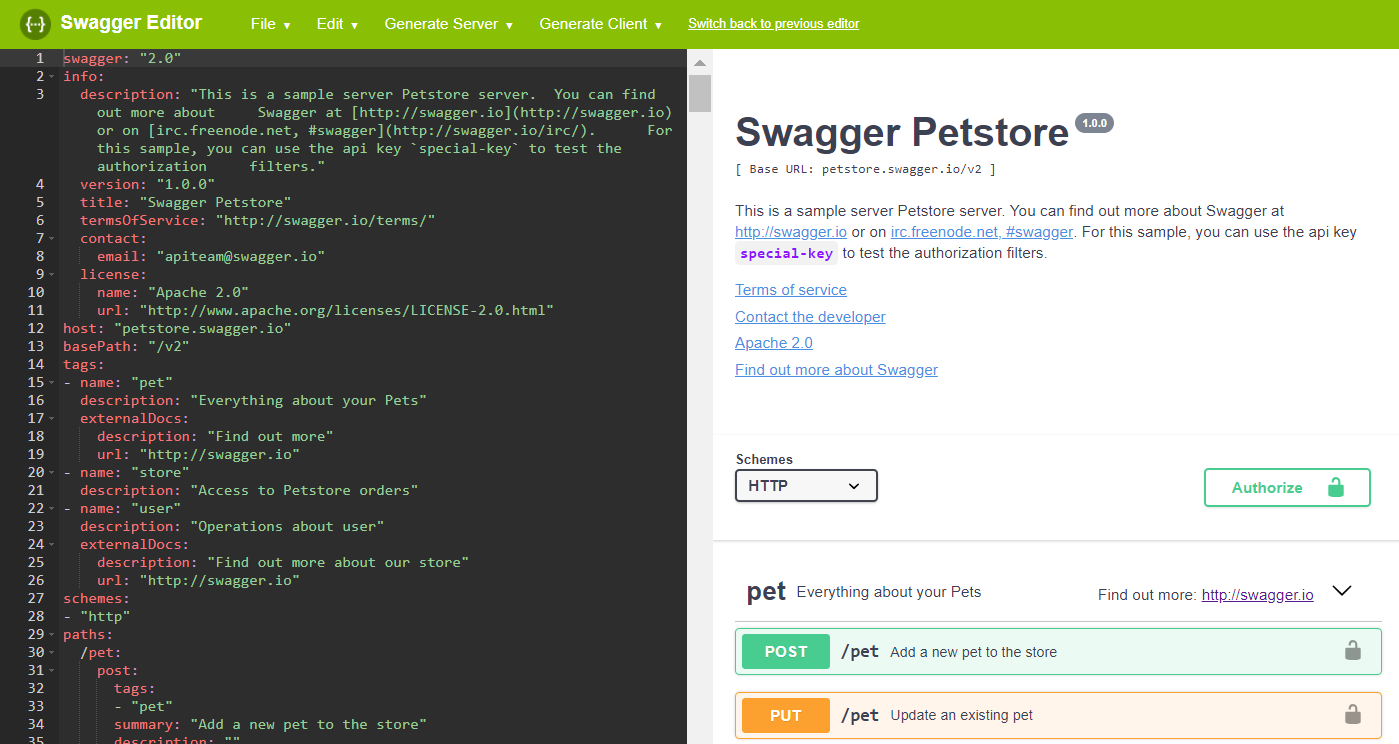 {···} Swagger Editor File ▾ Edit ▾ Generate Server ▾ Generate Client ▾ Switch back to previous editor
1 swagger: "2.0"
2 info:
3 description: "This is a sample server Petstore server.  You can find
out more about     Swagger at [http://swagger.io](http://swagger.io)
or on [irc.freenode.net, #swagger](http://swagger.io/irc/).      For
this sample, you can use the api key `special-key` to test the
authorization     filters."
4 version: "1.0.0"
5 title: "Swagger Petstore"
6 termsOfService: "http://swagger.io/terms/"
7 contact:
8 email: "apiteam@swagger.io"
9 license:
10 name: "Apache 2.0"
11 url: "http://www.apache.org/licenses/LICENSE-2.0.html"
12 host: "petstore.swagger.io"
13 basePath: "/v2"
14 tags:
15 - name: "pet"
16 description: "Everything about your Pets"
17 externalDocs:
18 description: "Find out more"
19 url: "http://swagger.io"
20 - name: "store"
21 description: "Access to Petstore orders"
22 - name: "user"
23 description: "Operations about user"
24 externalDocs:
25 description: "Find out more about our store"
26 url: "http://swagger.io"
27 schemes:
28 - "http"
29 paths:
30 /pet:
31 post:
32 tags:
33 - "pet"
34 summary: "Add a new pet to the store"
35 description: ""
Swagger Petstore 1.0.0
[ Base URL: petstore.swagger.io/v2 ]
This is a sample server Petstore server. You can find out more about Swagger at
http://swagger.io or on irc.freenode.net, #swagger. For this sample, you can use the api key
special-key to test the authorization filters.
Terms of service
Contact the developer
Apache 2.0
Find out more about Swagger
Schemes
HTTP
Authorize
pet Everything about your Pets Find out more: http://swagger.io
POST /pet Add a new pet to the store
PUT /pet Update an existing pet